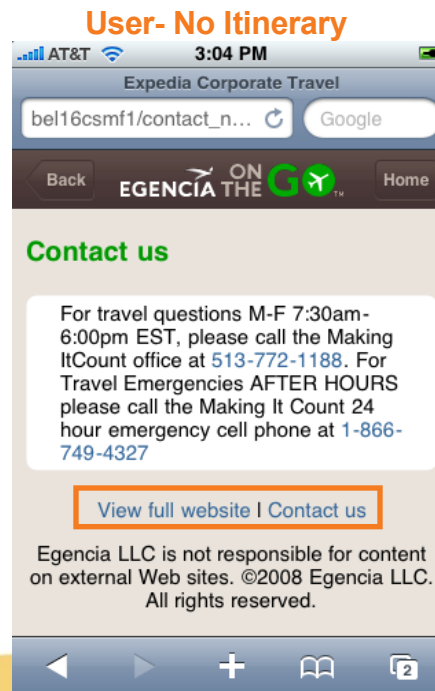 User- No Itinerary
AT&T 3:04 PM
Expedia Corporate Travel
bel16csmf1/contact_n... Google
Back EGENCIA ON THE GO TM Home
Contact us
For travel questions M-F 7:30am-
6:00pm EST, please call the Making
ItCount office at 513-772-1188. For
Travel Emergencies AFTER HOURS
please call the Making It Count 24
hour emergency cell phone at 1-866-
749-4327
View full website | Contact us
Egencia LLC is not responsible for content
on external Web sites. ©2008 Egencia LLC.
All rights reserved.
2